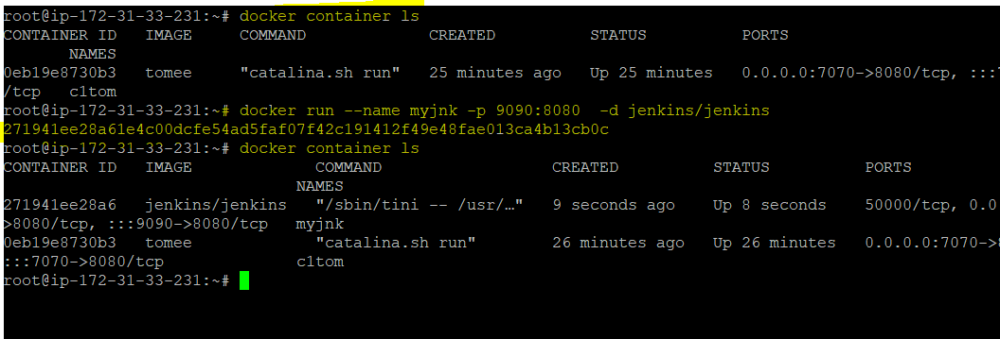 root@ip-172-31-33-231:~# docker container ls
CONTAINER ID   IMAGE     COMMAND             CREATED          STATUS          PORTS
       NAMES
0eb19e8730b3   tomee     "catalina.sh run"   25 minutes ago   Up 25 minutes   0.0.0.0:7070->8080/tcp, :::7
/tcp   c1tom
root@ip-172-31-33-231:~# docker run --name myjnk -p 9090:8080  -d jenkins/jenkins
271941ee28a61e4c00dcfe54ad5faf07f42c191412f49e48fae013ca4b13cb0c
root@ip-172-31-33-231:~# docker container ls
CONTAINER ID   IMAGE             COMMAND                  CREATED          STATUS          PORTS
                               NAMES
271941ee28a6   jenkins/jenkins   "/sbin/tini -- /usr/…"   9 seconds ago    Up 8 seconds    50000/tcp, 0.0
>8080/tcp, :::9090->8080/tcp   myjnk
0eb19e8730b3   tomee             "catalina.sh run"        26 minutes ago   Up 26 minutes   0.0.0.0:7070->
:::7070->8080/tcp              c1tom
root@ip-172-31-33-231:~#